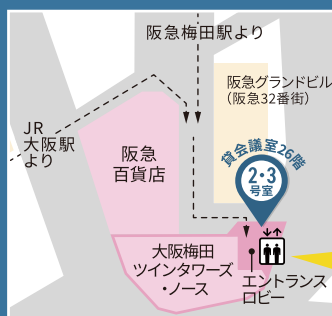 阪急梅田駅より
阪急グランドビル
(阪急32番街)
JR
大阪駅
より
阪急
百貨店
貸会議室26階
2・3
号室
大阪梅田
ツインタワーズ
・ノース
エントランス
ロビー